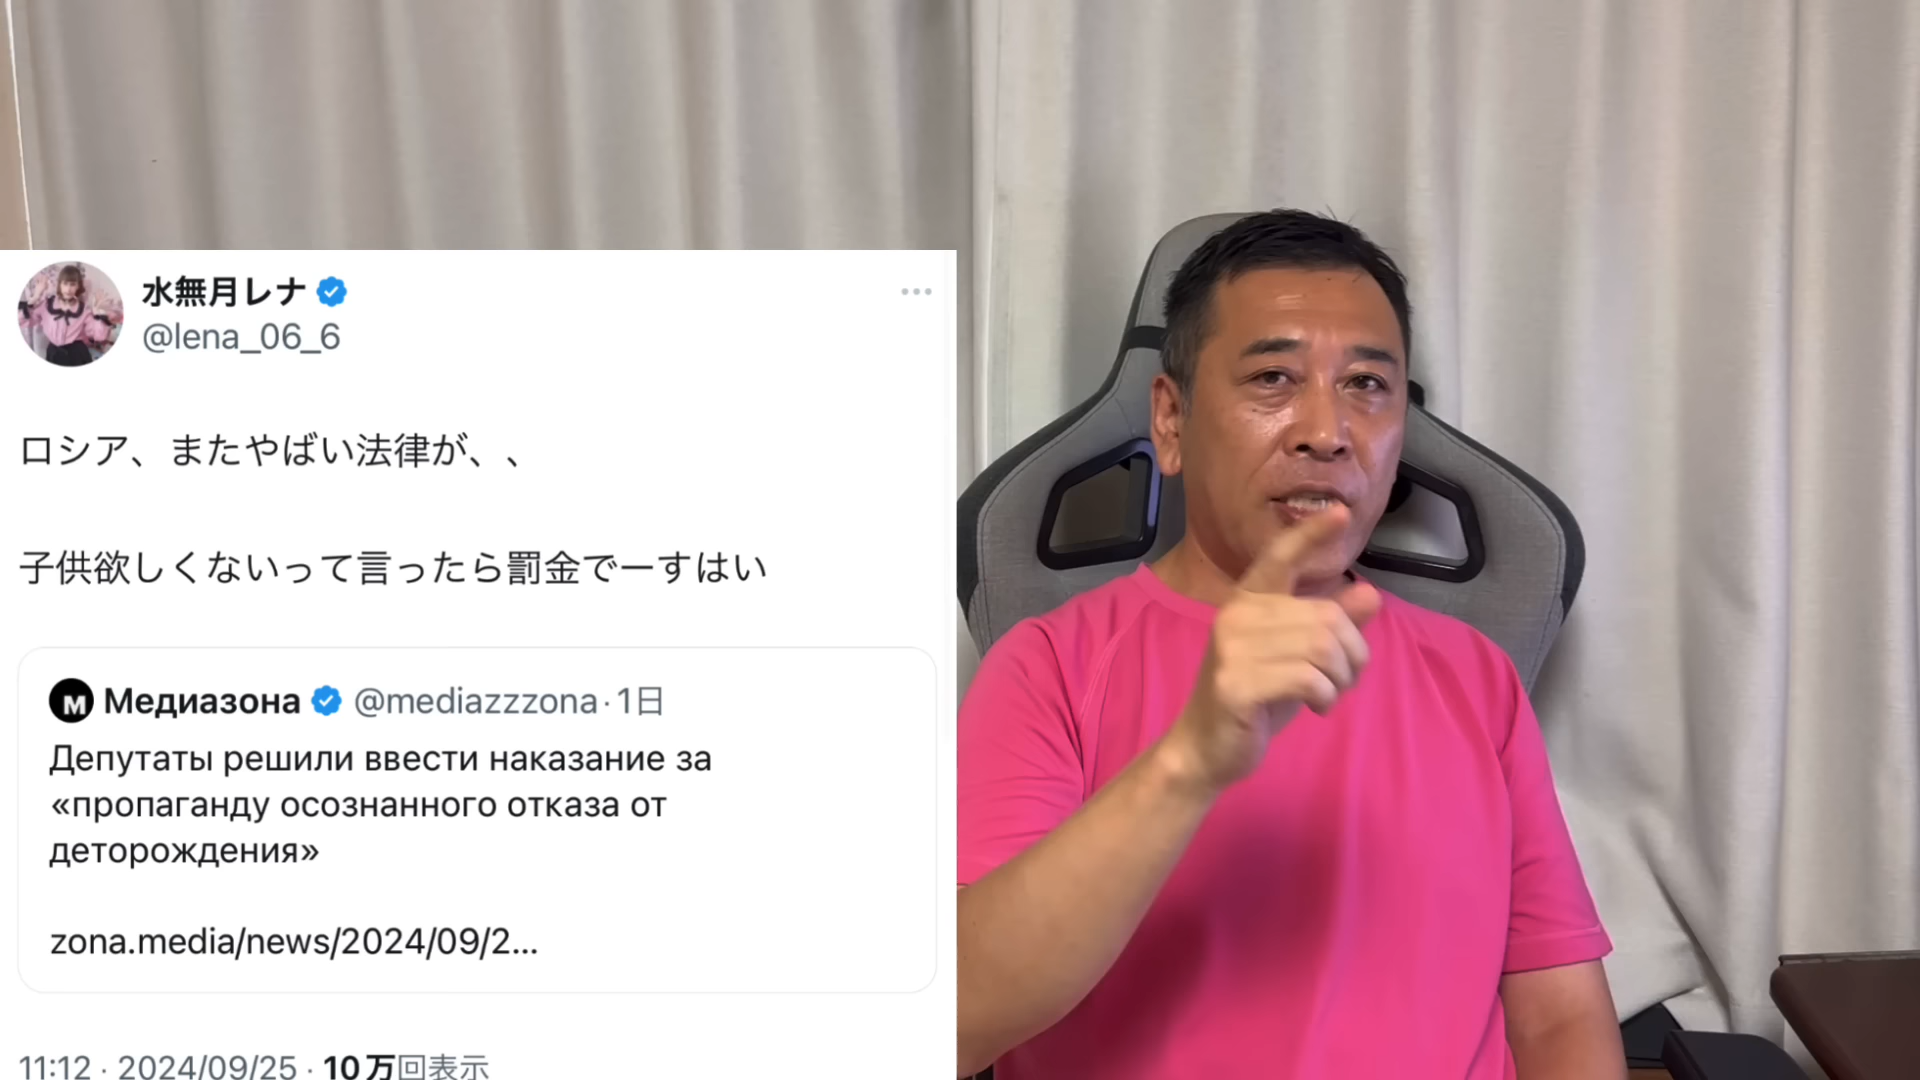 水無月レナ
@lena_06_6
ロシア、またやばい法律が、、
子供欲しくないって言ったら罰金でーすはい
M Медиазона @mediazzzona · 1日
Депутаты решили ввести наказание за
«пропаганду осознанного отказа от
деторождения»
zona.media/news/2024/09/2...
11:12 · 2024/09/25 · 10万回表示